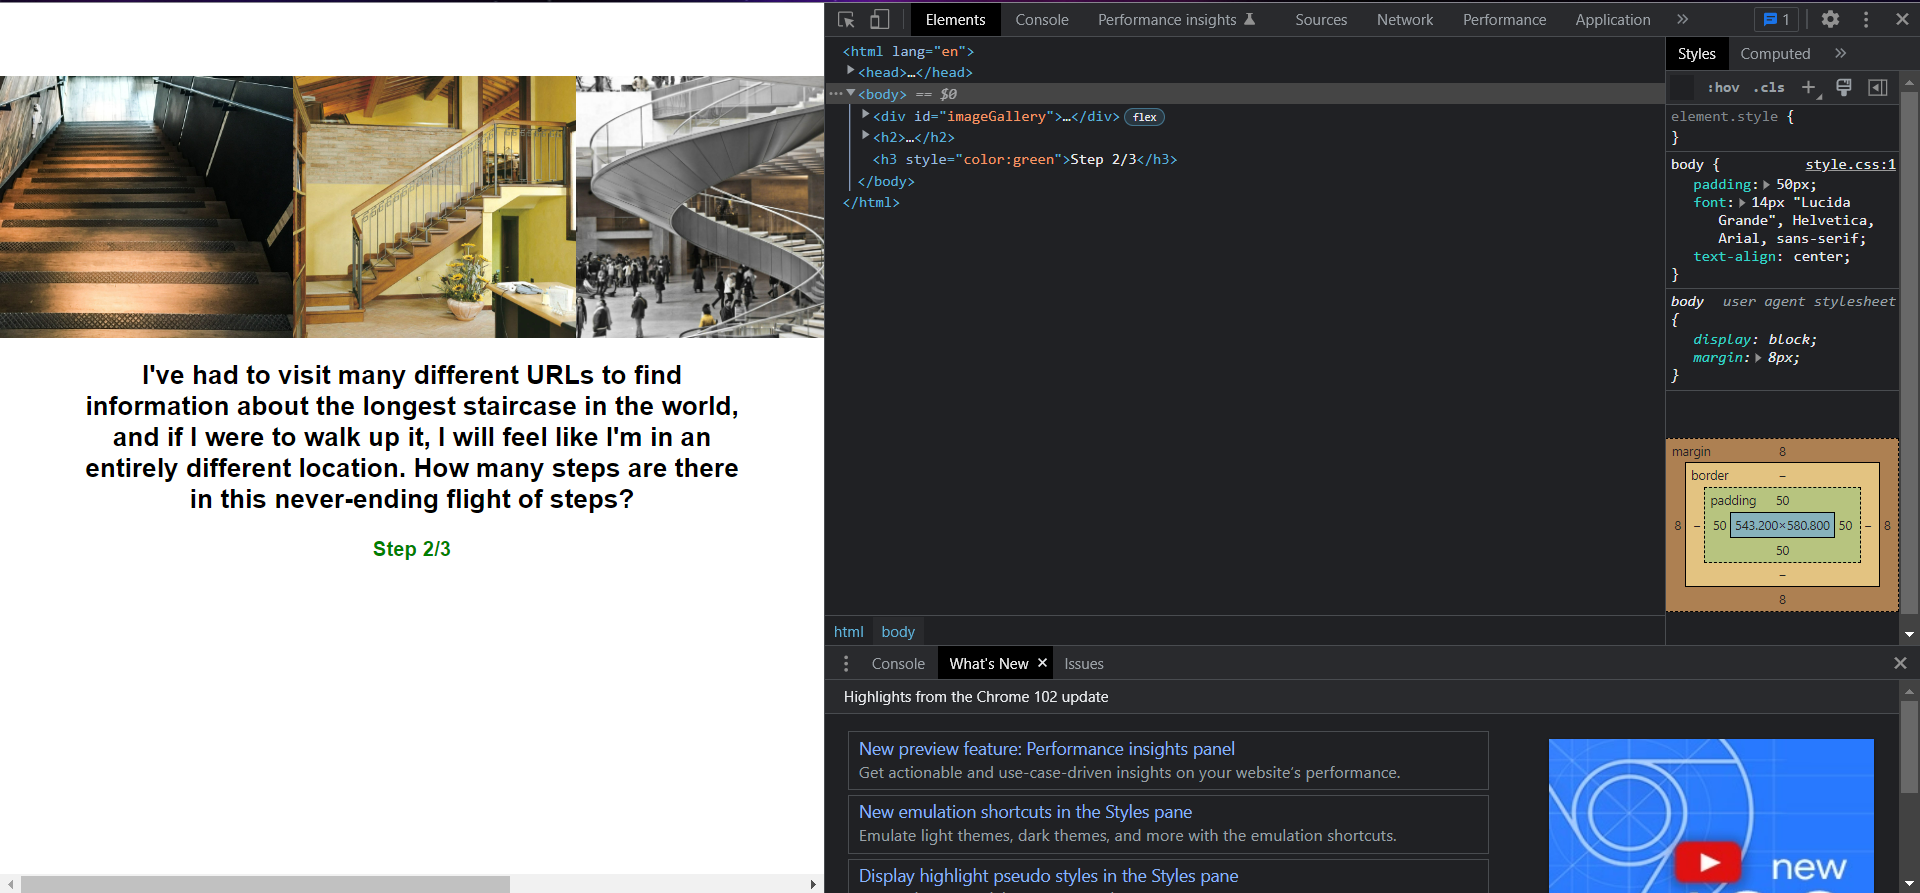 I've had to visit many different URLs to find
information about the longest staircase in the world,
and if I were to walk up it, I will feel like I'm in an
entirely different location. How many steps are there
in this never-ending flight of steps?
Step 2/3
Elements Console Performance insights Sources Network Performance Application » 1
<html lang="en">
<head>…</head>
<body> == $0
<div id="imageGallery">…</div> flex
<h2>…</h2>
<h3 style="color:green">Step 2/3</h3>
</body>
</html>
html body
Styles Computed »
:hov .cls +
element.style {
}
body { style.css:1
padding: 50px;
font: 14px "Lucida
Grande", Helvetica,
Arial, sans-serif;
text-align: center;
}
body user agent stylesheet
{
display: block;
margin: 8px;
}
margin 8
border –
padding 50
8 – 50 543.200×580.800 50 – 8
50
–
8
Console What's New × Issues
Highlights from the Chrome 102 update
New preview feature: Performance insights panel
Get actionable and use-case-driven insights on your website's performance.
New emulation shortcuts in the Styles pane
Emulate light themes, dark themes, and more with the emulation shortcuts.
Display highlight pseudo styles in the Styles pane
new